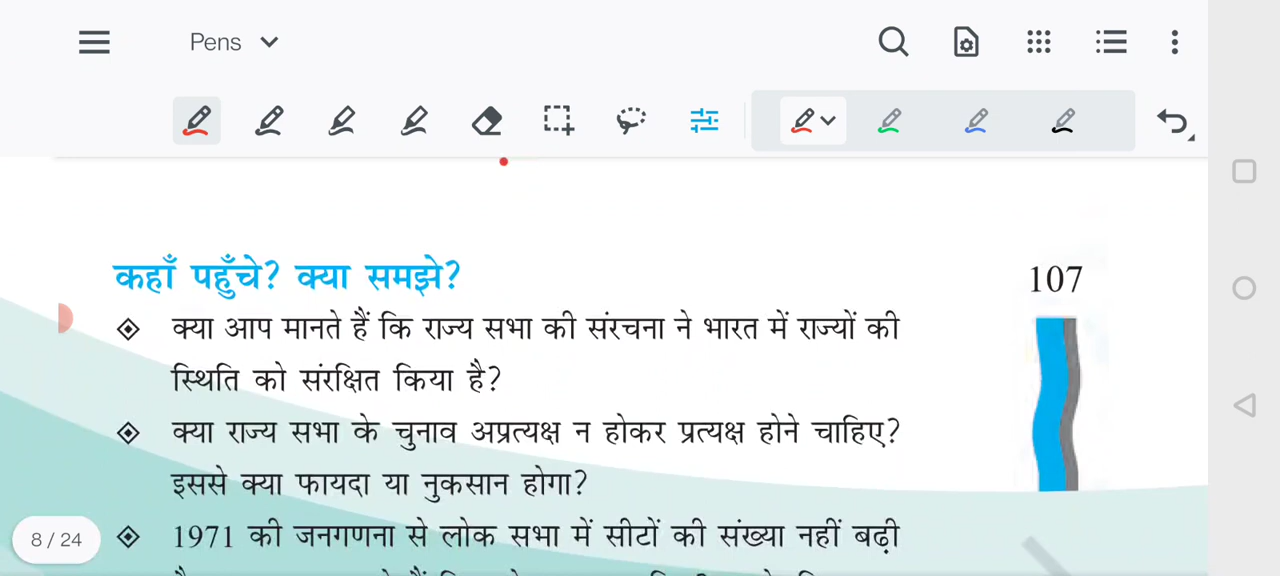 Pens
कहाँ पहुँचे? क्या समझे?
107
क्या आप मानते हैं कि राज्य सभा की संरचना ने भारत में राज्यों की
स्थिति को संरक्षित किया है?
क्या राज्य सभा के चुनाव अप्रत्यक्ष न होकर प्रत्यक्ष होने चाहिए?
इससे क्या फायदा या नुकसान होगा?
8 / 24
1971 की जनगणना से लोक सभा में सीटों की संख्या नहीं बढ़ी